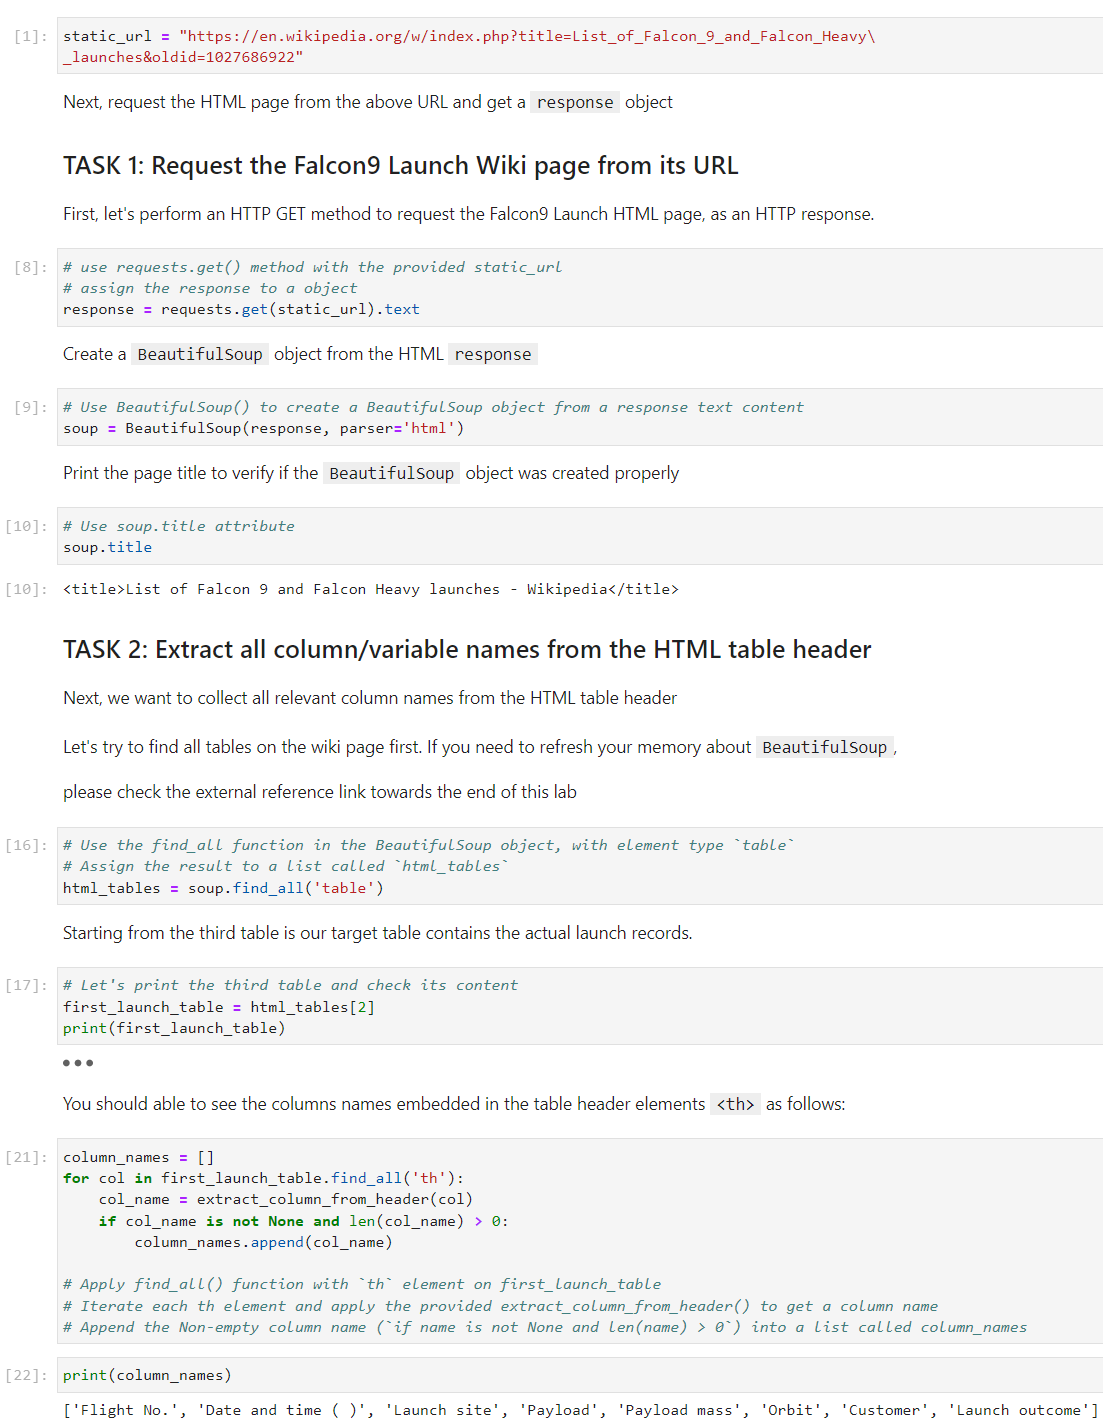 [1]: static_url = "https://en.wikipedia.org/w/index.php?title=List_of_Falcon_9_and_Falcon_Heavy\
_launches&oldid=1027686922"
Next, request the HTML page from the above URL and get a response object
TASK 1: Request the Falcon9 Launch Wiki page from its URL
First, let's perform an HTTP GET method to request the Falcon9 Launch HTML page, as an HTTP response.
[8]: # use requests.get() method with the provided static_url
# assign the response to a object
response = requests.get(static_url).text
Create a BeautifulSoup object from the HTML response
[9]: # Use BeautifulSoup() to create a BeautifulSoup object from a response text content
soup = BeautifulSoup(response, parser='html')
Print the page title to verify if the BeautifulSoup object was created properly
[10]: # Use soup.title attribute
soup.title
[10]: <title>List of Falcon 9 and Falcon Heavy launches - Wikipedia</title>
TASK 2: Extract all column/variable names from the HTML table header
Next, we want to collect all relevant column names from the HTML table header
Let's try to find all tables on the wiki page first. If you need to refresh your memory about BeautifulSoup,
please check the external reference link towards the end of this lab
[16]: # Use the find_all function in the BeautifulSoup object, with element type `table`
# Assign the result to a list called `html_tables`
html_tables = soup.find_all('table')
Starting from the third table is our target table contains the actual launch records.
[17]: # Let's print the third table and check its content
first_launch_table = html_tables[2]
print(first_launch_table)
You should able to see the columns names embedded in the table header elements <th> as follows:
[21]: column_names = []
for col in first_launch_table.find_all('th'):
    col_name = extract_column_from_header(col)
    if col_name is not None and len(col_name) > 0:
        column_names.append(col_name)
# Apply find_all() function with `th` element on first_launch_table
# Iterate each th element and apply the provided extract_column_from_header() to get a column name
# Append the Non-empty column name (`if name is not None and len(name) > 0`) into a list called column_names
[22]: print(column_names)
['Flight No.', 'Date and time ( )', 'Launch site', 'Payload', 'Payload mass', 'Orbit', 'Customer', 'Launch outcome']